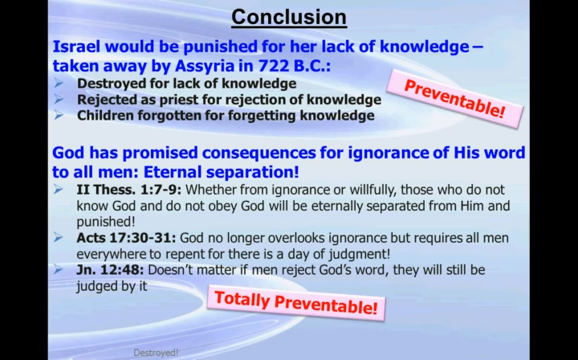 Conclusion
Israel would be punished for her lack of knowledge –
taken away by Assyria in 722 B.C.:
Destroyed for lack of knowledge
Rejected as priest for rejection of knowledge
Children forgotten for forgetting knowledge
Preventable!
God has promised consequences for ignorance of His word
to all men: Eternal separation!
II Thess. 1:7-9: Whether from ignorance or willfully, those who do not
know God and do not obey God will be eternally separated from Him and
punished!
Acts 17:30-31: God no longer overlooks ignorance but requires all men
everywhere to repent for there is a day of judgment!
Jn. 12:48: Doesn't matter if men reject God's word, they will still be
judged by it
Totally Preventable!
Destroyed!